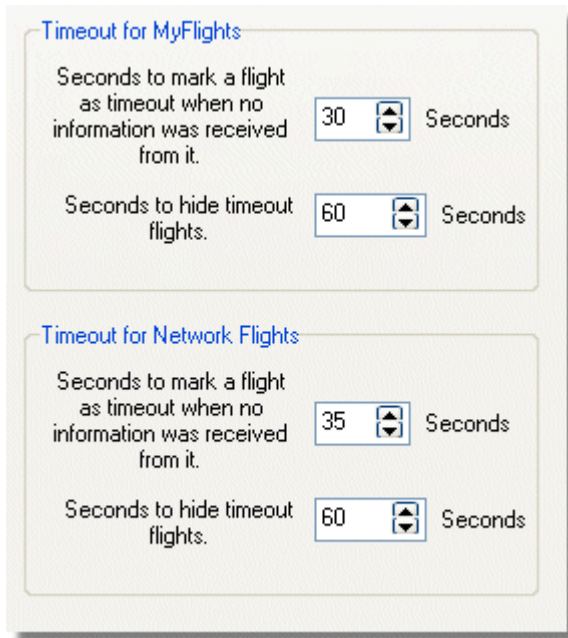 Timeout for MyFlights
Seconds to mark a flight
as timeout when no
information was received
from it.
30 Seconds
Seconds to hide timeout
flights.
60 Seconds
Timeout for Network Flights
Seconds to mark a flight
as timeout when no
information was received
from it.
35 Seconds
Seconds to hide timeout
flights.
60 Seconds